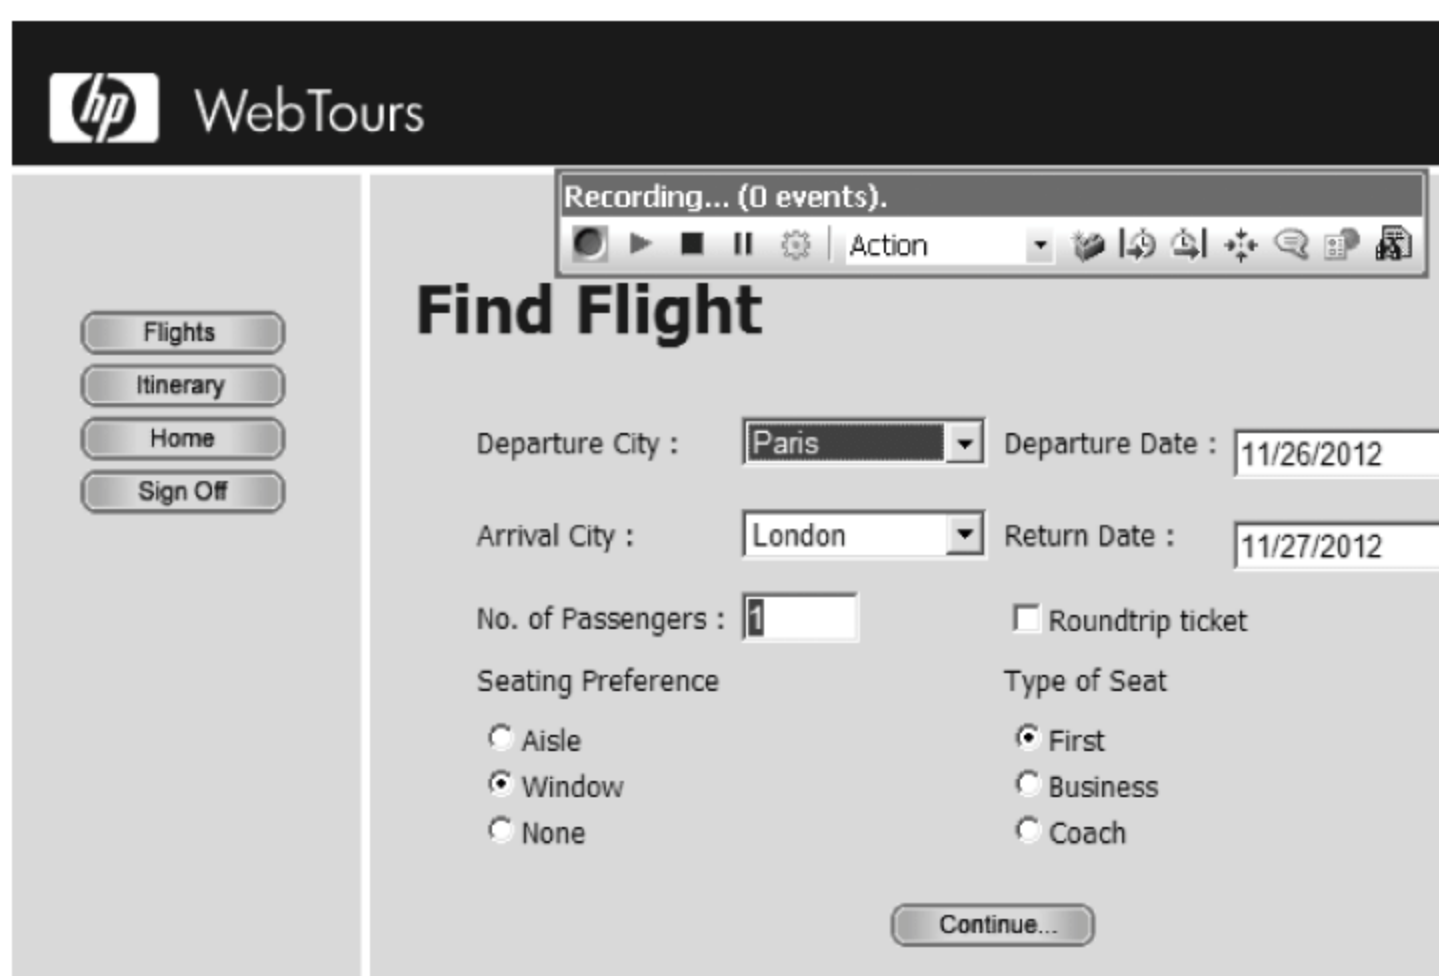 hp WebTours
Recording... (0 events).
Action
Find Flight
Flights
Itinerary
Home
Sign Off
Departure City : Paris Departure Date : 11/26/2012
Arrival City : London Return Date : 11/27/2012
No. of Passengers : 1 Roundtrip ticket
Seating Preference Type of Seat
Aisle First
Window Business
None Coach
Continue...